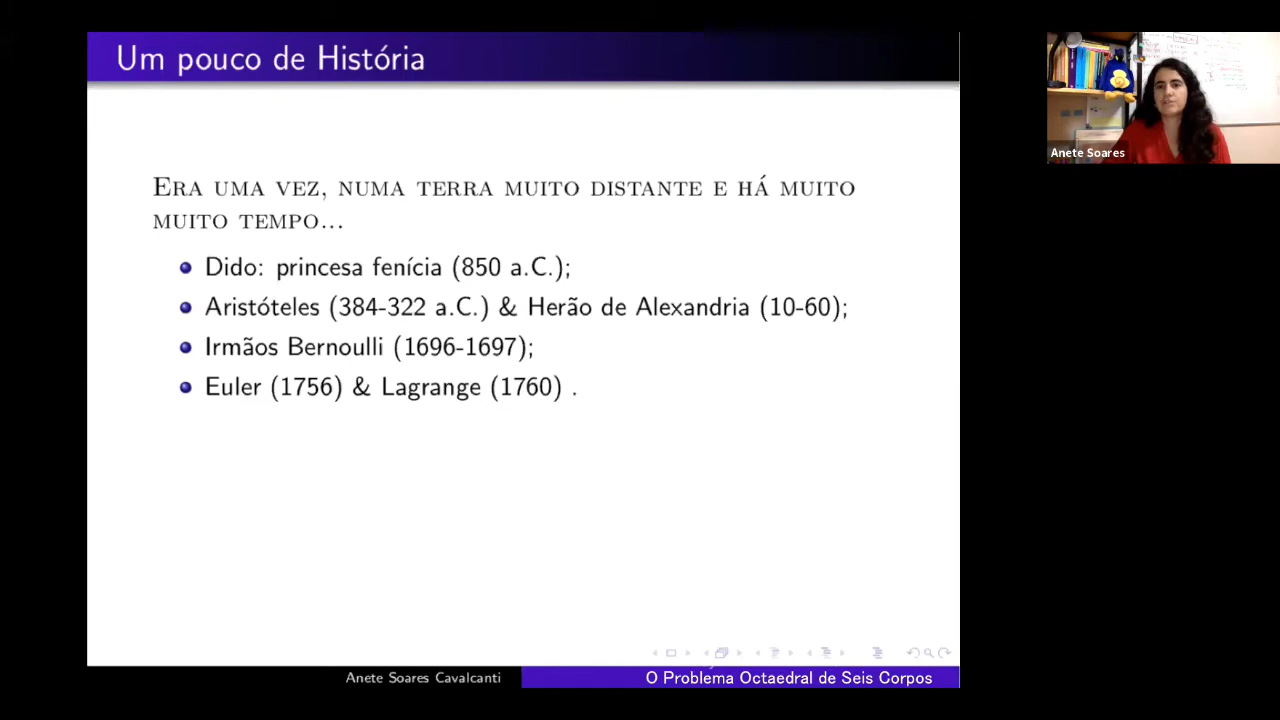 Um pouco de História
Era uma vez, numa terra muito distante e há muito
muito tempo...
Dido: princesa fenícia (850 a.C.);
Aristóteles (384-322 a.C.) & Herão de Alexandria (10-60);
Irmãos Bernoulli (1696-1697);
Euler (1756) & Lagrange (1760) .
Anete Soares Cavalcanti
O Problema Octaedral de Seis Corpos
Anete Soares